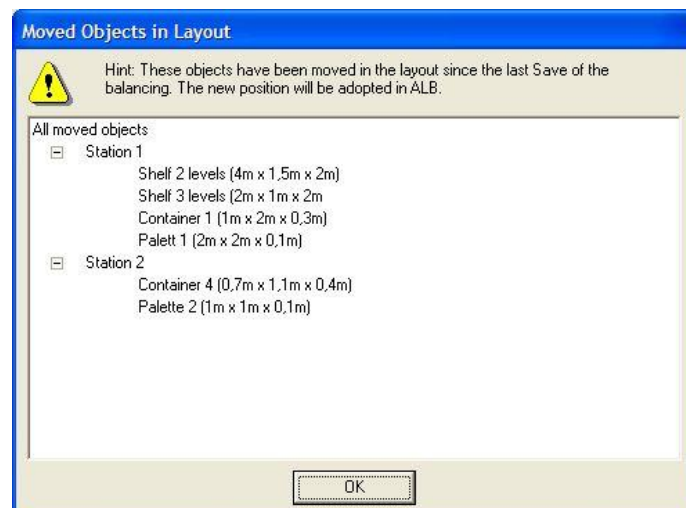 Moved Objects in Layout
Hint: These objects have been moved in the layout since the last Save of the
balancing. The new position will be adopted in ALB.
All moved objects
Station 1
Shelf 2 levels (4m x 1,5m x 2m)
Shelf 3 levels (2m x 1m x 2m
Container 1 (1m x 2m x 0,3m)
Palett 1 (2m x 2m x 0,1m)
Station 2
Container 4 (0,7m x 1,1m x 0,4m)
Palette 2 (1m x 1m x 0,1m)
OK